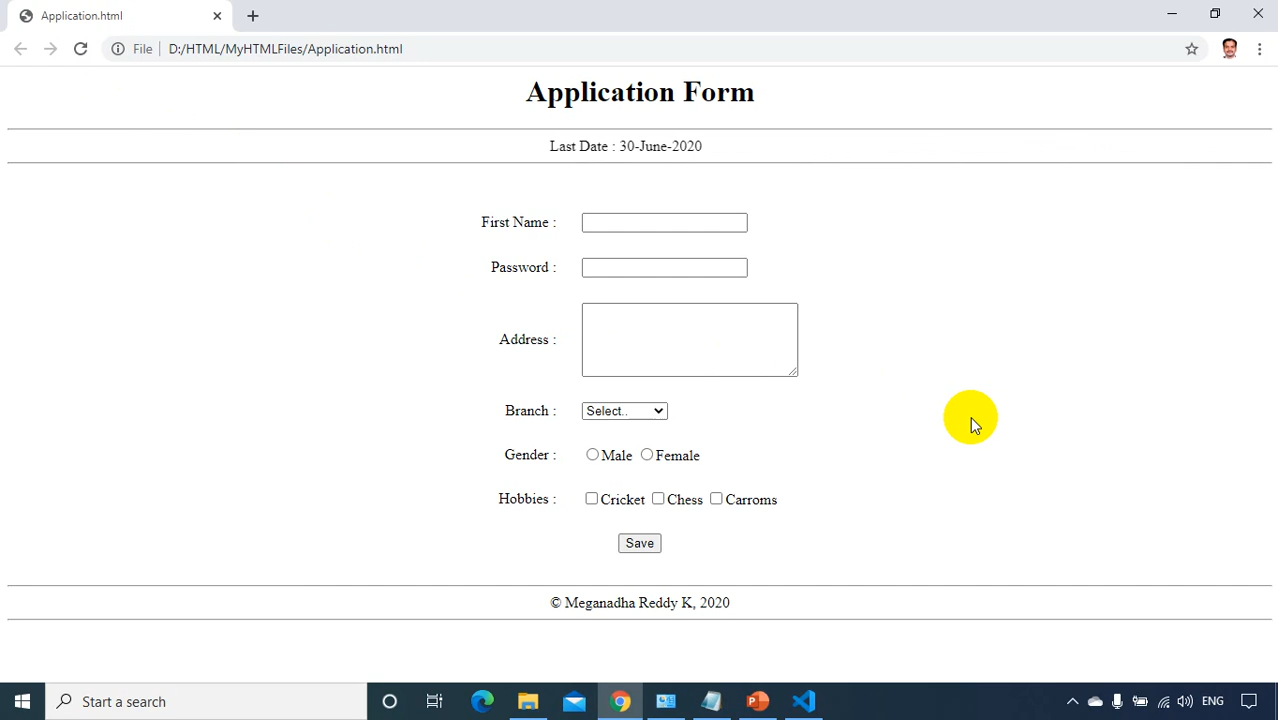 Application.html
File D:/HTML/MyHTMLFiles/Application.html
Application Form
Last Date : 30-June-2020
First Name :
Password :
Address :
Branch : Select..
Gender : Male Female
Hobbies : Cricket Chess Carroms
Save
© Meganadha Reddy K, 2020
Start a search ENG